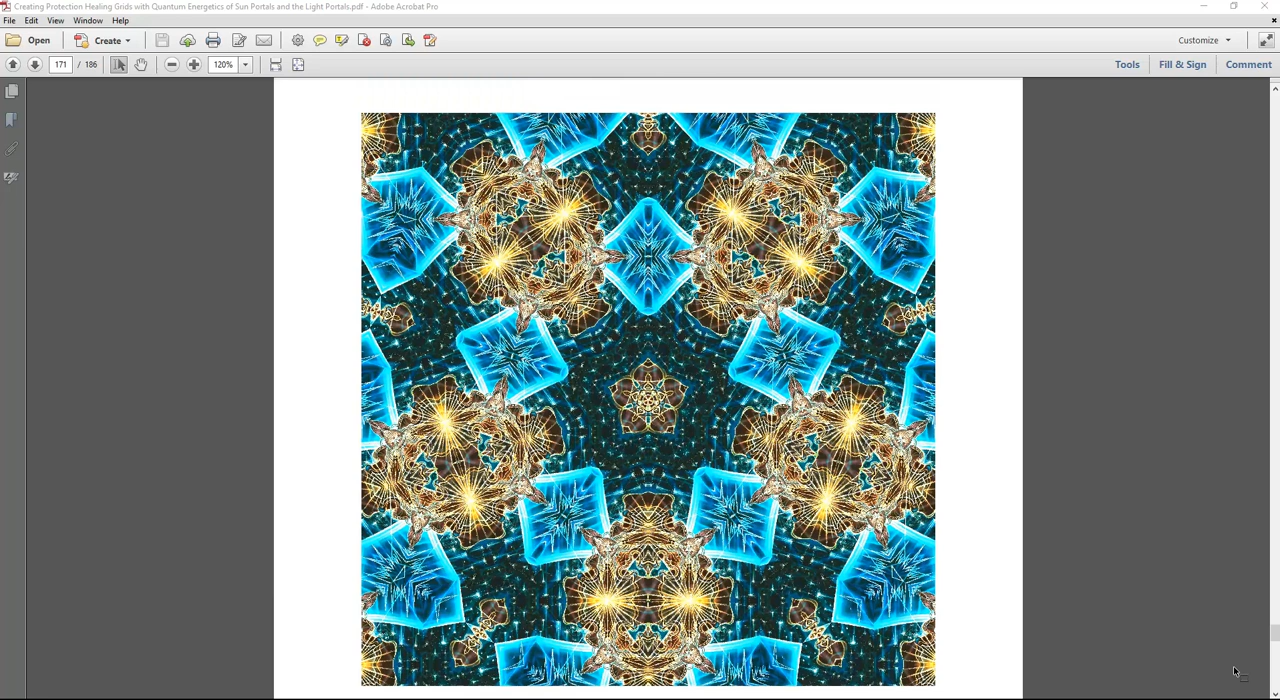 Creating Protection Healing Grids with Quantum Energetics of Sun Portals and the Light Portals.pdf - Adobe Acrobat Pro
File Edit View Window Help
Open Create Customize
171 / 186 120% Tools Fill & Sign Comment